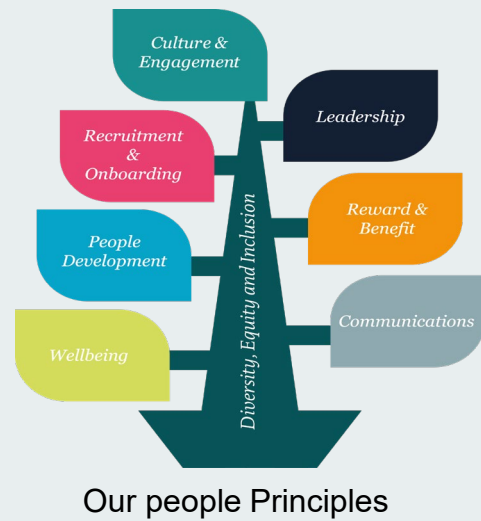 Culture &
Engagement
Leadership
Recruitment
&
Onboarding
Reward &
Benefit
People
Development
Communications
Wellbeing
Diversity, Equity and Inclusion
Our people Principles